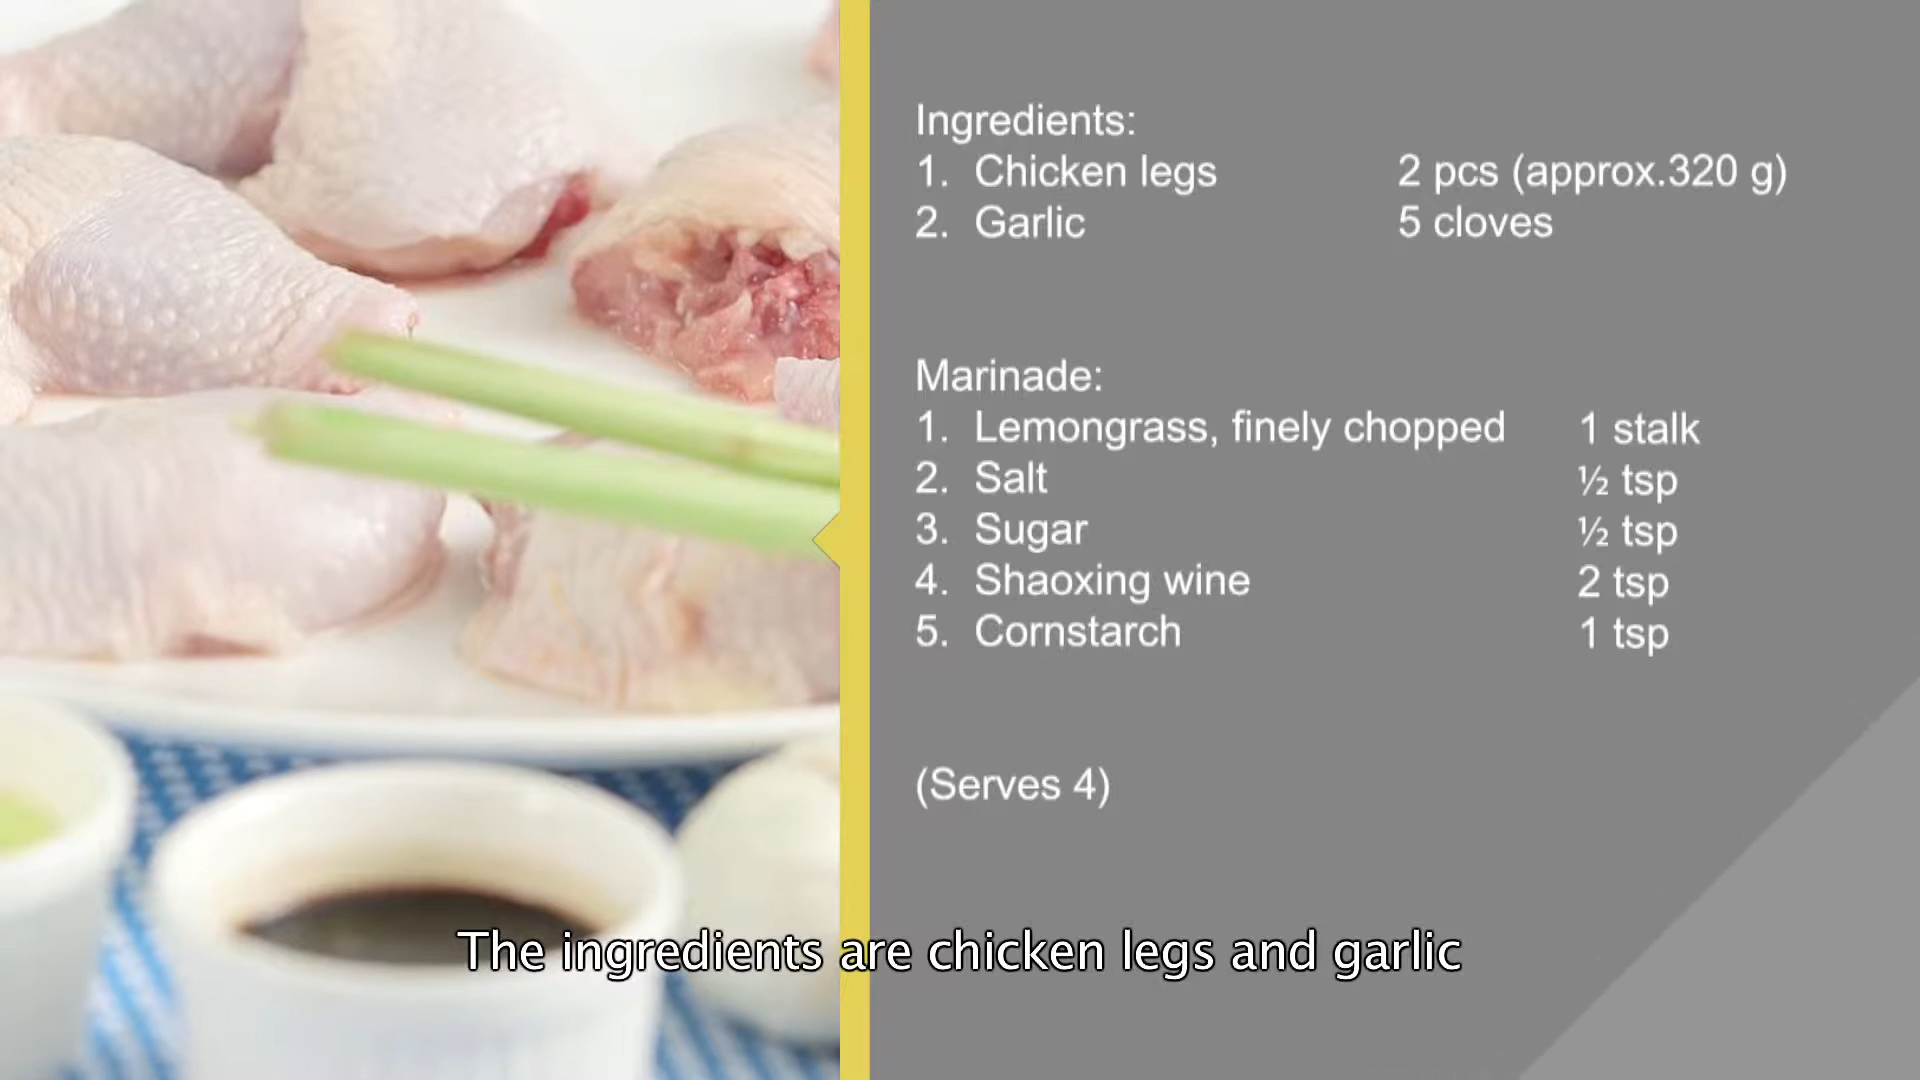 Ingredients:
1. Chicken legs 2 pcs (approx.320 g)
2. Garlic 5 cloves
Marinade:
1. Lemongrass, finely chopped 1 stalk
2. Salt ½ tsp
3. Sugar ½ tsp
4. Shaoxing wine 2 tsp
5. Cornstarch 1 tsp
(Serves 4)
The ingredients are chicken legs and garlic